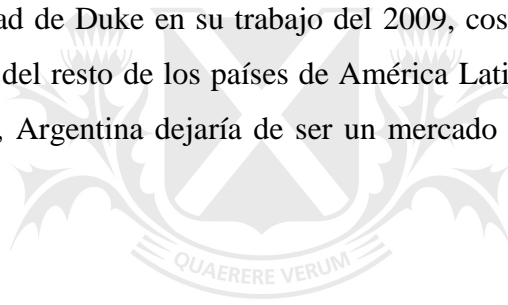 ad de Duke en su trabajo del 2009, cos
del resto de los países de América Lati
, Argentina dejaría de ser un mercado
QUAERERE VERUM